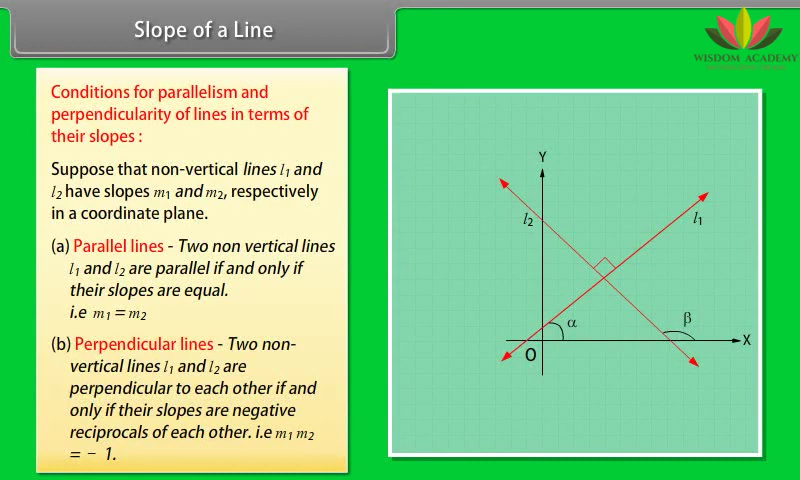 Slope of a Line
WISDOM ACADEMY
Conditions for parallelism and
perpendicularity of lines in terms of
their slopes :
Suppose that non-vertical lines l₁ and
l₂ have slopes m₁ and m₂, respectively
in a coordinate plane.
(a) Parallel lines - Two non vertical lines
l₁ and l₂ are parallel if and only if
their slopes are equal.
i.e m₁ = m₂
(b) Perpendicular lines - Two non-
vertical lines l₁ and l₂ are
perpendicular to each other if and
only if their slopes are negative
reciprocals of each other. i.e m₁ m₂
= − 1.
Y
l₂
l₁
α
β
X
O